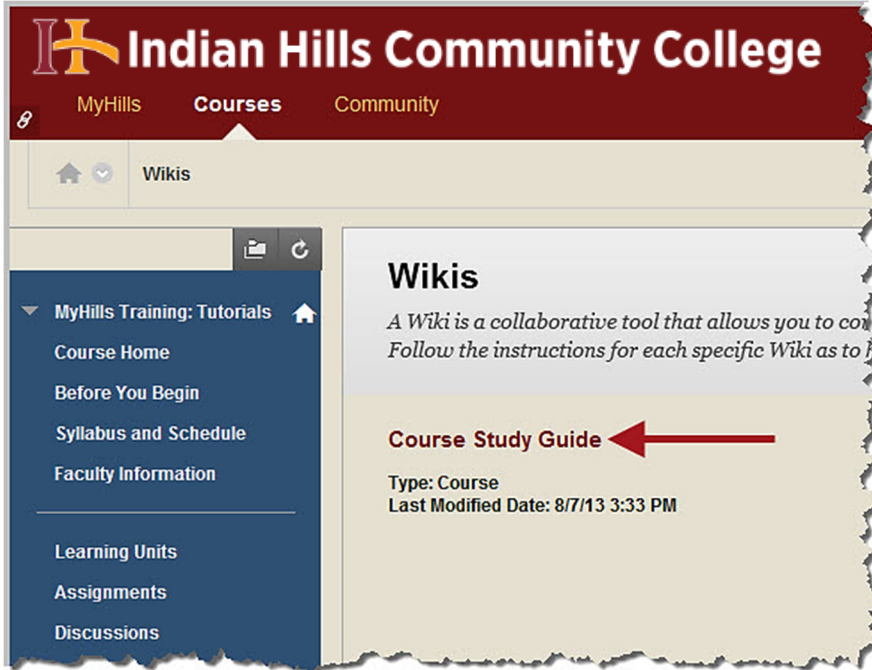 Indian Hills Community College
MyHills Courses Community
Wikis
MyHills Training: Tutorials
Course Home
Before You Begin
Syllabus and Schedule
Faculty Information
Learning Units
Assignments
Discussions
Wikis
A Wiki is a collaborative tool that allows you to
Follow the instructions for each specific Wiki as to
Course Study Guide
Type: Course
Last Modified Date: 8/7/13 3:33 PM